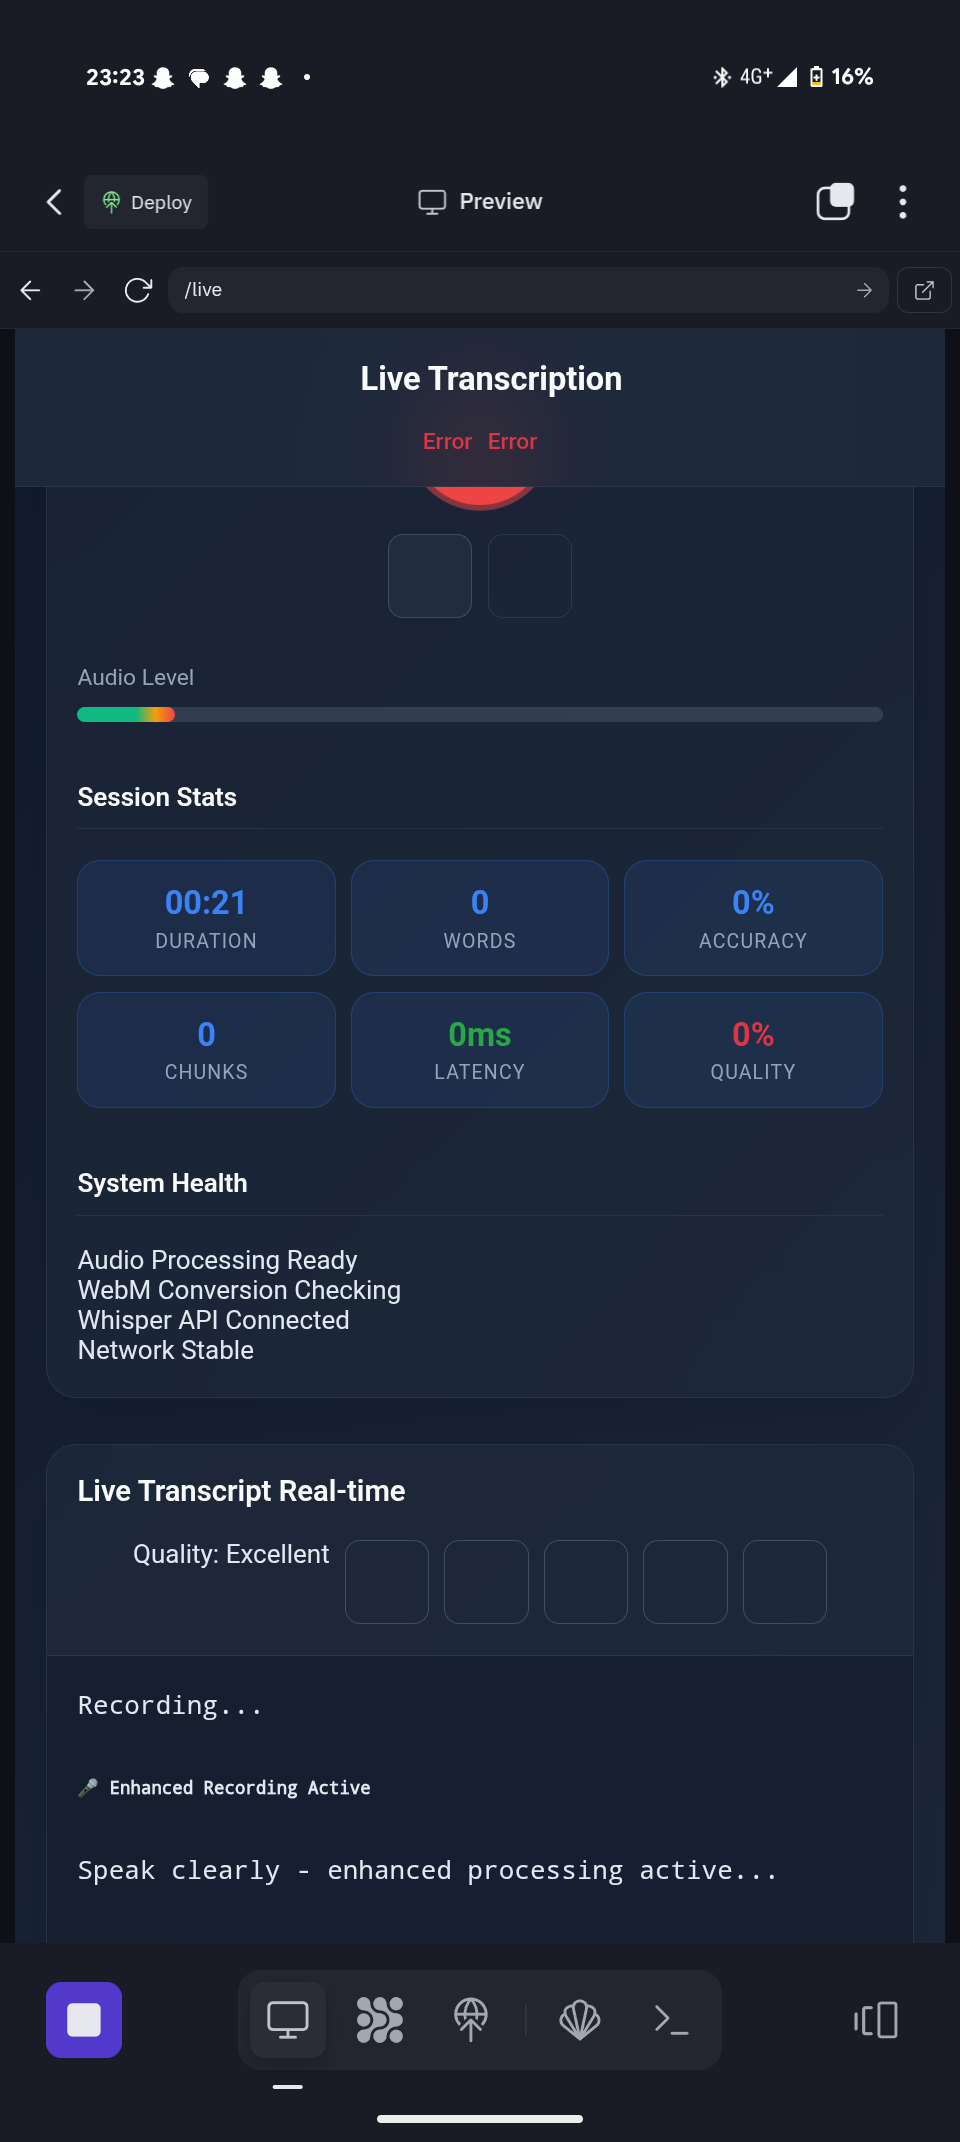 23:23
4G+
16%
Deploy
Preview
/live
Live Transcription
Error Error
Audio Level
Session Stats
00:21
DURATION
0
WORDS
0%
ACCURACY
0
CHUNKS
0ms
LATENCY
0%
QUALITY
System Health
Audio Processing Ready
WebM Conversion Checking
Whisper API Connected
Network Stable
Live Transcript Real-time
Quality: Excellent
Recording...
🎤 Enhanced Recording Active
Speak clearly - enhanced processing active...